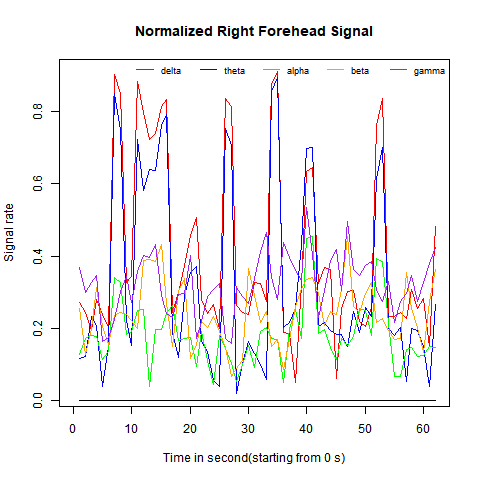 Normalized Right Forehead Signal
delta theta alpha beta gamma
Signal rate
0.8
0.6
0.4
0.2
0.0
0 10 20 30 40 50 60
Time in second(starting from 0 s)